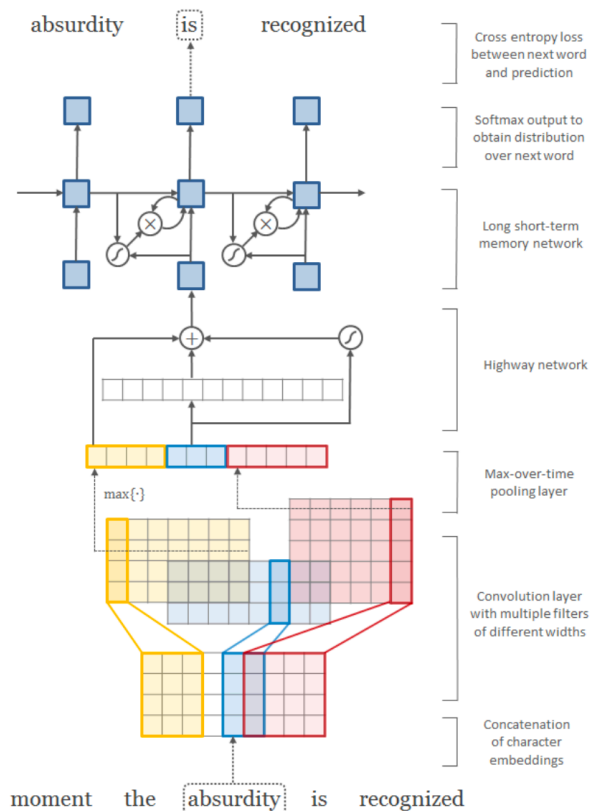 absurdity is recognized
Cross entropy loss
between next word
and prediction
Softmax output to
obtain distribution
over next word
Long short-term
memory network
Highway network
Max-over-time
pooling layer
max{·}
Convolution layer
with multiple filters
of different widths
Concatenation
of character
embeddings
moment the absurdity is recognized